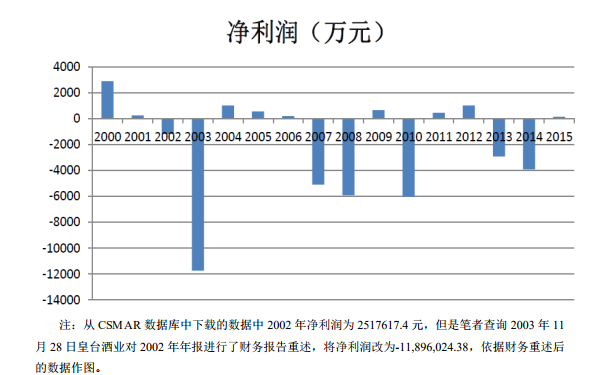 净利润（万元）
4000
2000
0
-2000
-4000
-6000
-8000
-10000
-12000
-14000
2000 2001 2002 2003 2004 2005 2006 2007 2008 2009 2010 2011 2012 2013 2014 2015
注：从 CSMAR 数据库中下载的数据中 2002 年净利润为 2517617.4 元，但是笔者查询 2003 年 11
月 28 日皇台酒业对 2002 年年报进行了财务报告重述，将净利润改为-11,896,024.38，依据财务重述后
的数据作图。